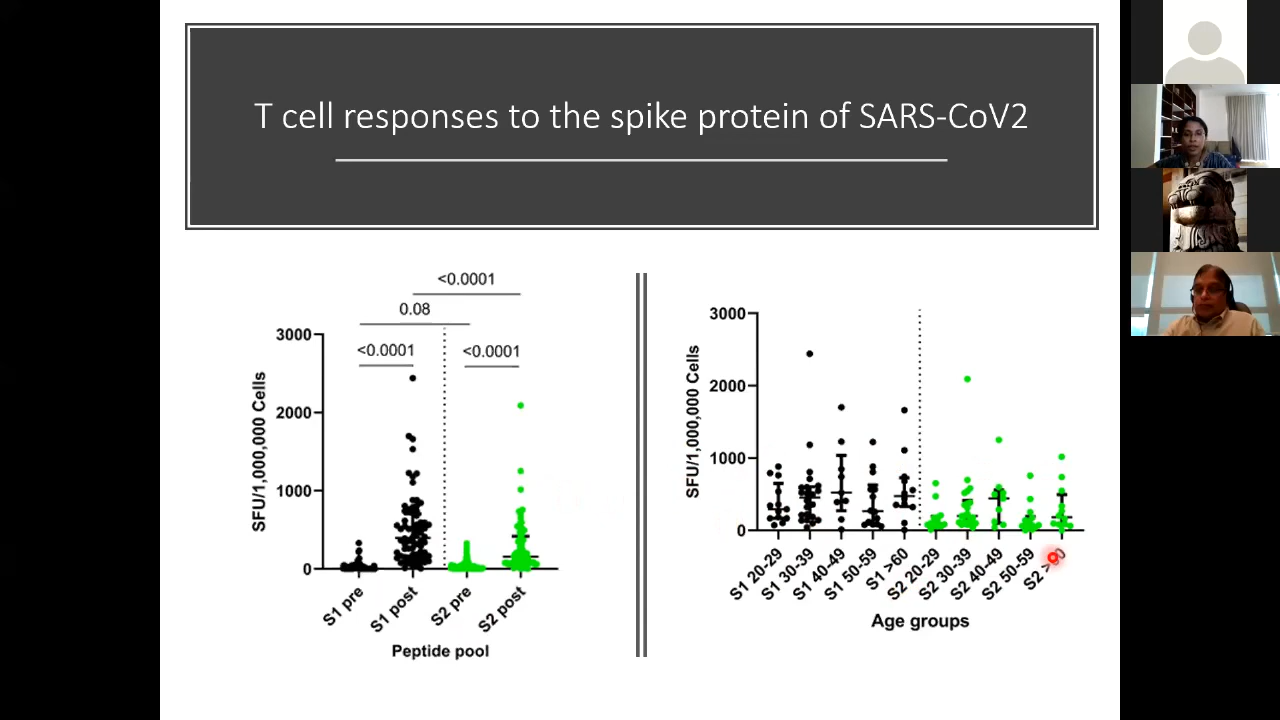 T cell responses to the spike protein of SARS-CoV2
<0.0001
0.08
<0.0001
<0.0001
3000
2000
1000
0
SFU/1,000,000 Cells
S1 pre
S1 post
S2 pre
S2 post
Peptide pool
3000
2000
1000
0
SFU/1,000,000 Cells
S1 20-29
S1 30-39
S1 40-49
S1 50-59
S1 >60
S2 20-29
S2 30-39
S2 40-49
S2 50-59
S2
Age groups